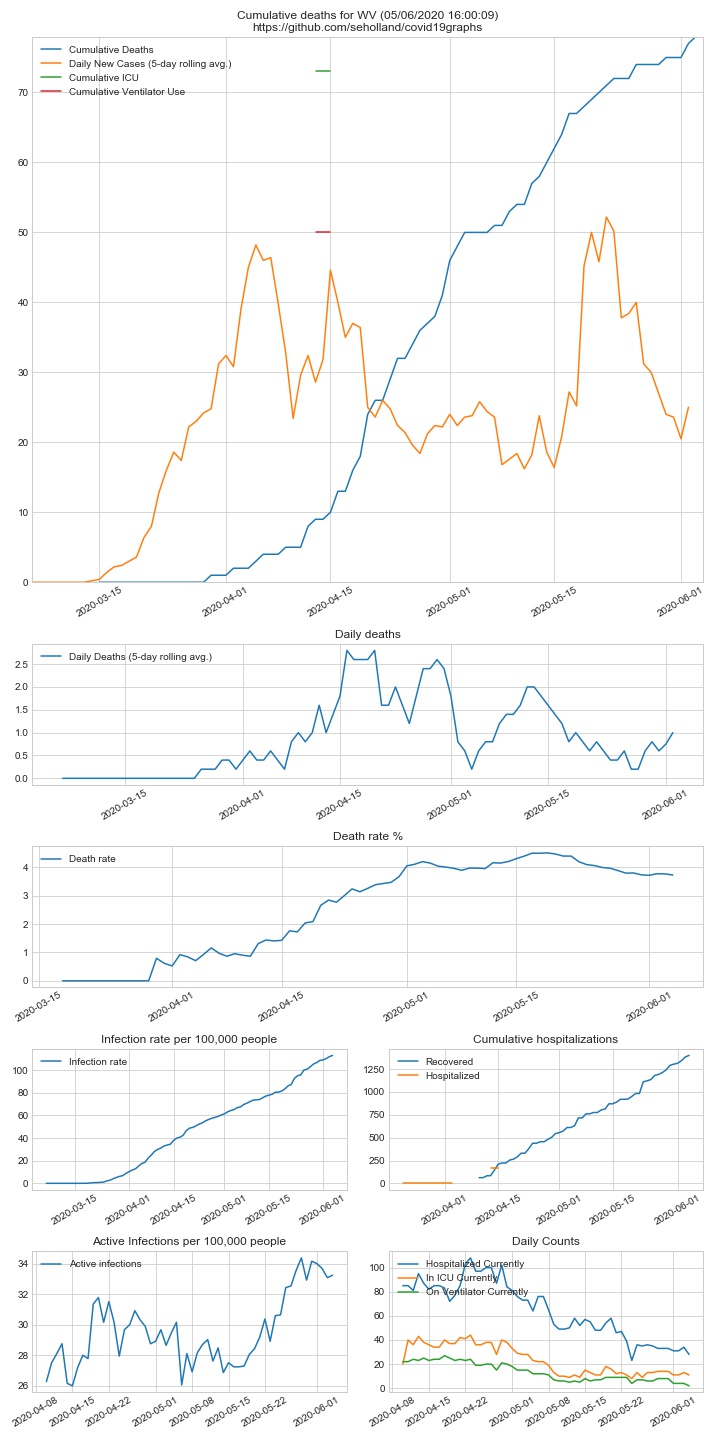 Cumulative deaths for WV (05/06/2020 16:00:09)
https://github.com/seholland/covid19graphs
Cumulative Deaths
Daily New Cases (5-day rolling avg.)
Cumulative ICU
Cumulative Ventilator Use
70
60
50
40
30
20
10
0
2020-03-15 2020-04-01 2020-04-15 2020-05-01 2020-05-15 2020-06-01
Daily deaths
Daily Deaths (5-day rolling avg.)
2.5
2.0
1.5
1.0
0.5
0.0
2020-03-15 2020-04-01 2020-04-15 2020-05-01 2020-05-15 2020-06-01
Death rate %
Death rate
4
3
2
1
0
2020-03-15 2020-04-01 2020-04-15 2020-05-01 2020-05-15 2020-06-01
Infection rate per 100,000 people
Infection rate
100
80
60
40
20
0
2020-03-15 2020-04-01 2020-04-15 2020-05-01 2020-05-15 2020-06-01
Cumulative hospitalizations
Recovered
Hospitalized
1250
1000
750
500
250
0
2020-04-01 2020-04-15 2020-05-01 2020-05-15 2020-06-01
Active Infections per 100,000 people
Active infections
34
32
30
28
26
2020-04-08 2020-04-15 2020-04-22 2020-05-01 2020-05-08 2020-05-15 2020-05-22 2020-06-01
Daily Counts
Hospitalized Currently
In ICU Currently
On Ventilator Currently
100
80
60
40
20
0
2020-04-08 2020-04-15 2020-04-22 2020-05-01 2020-05-08 2020-05-15 2020-05-22 2020-06-01